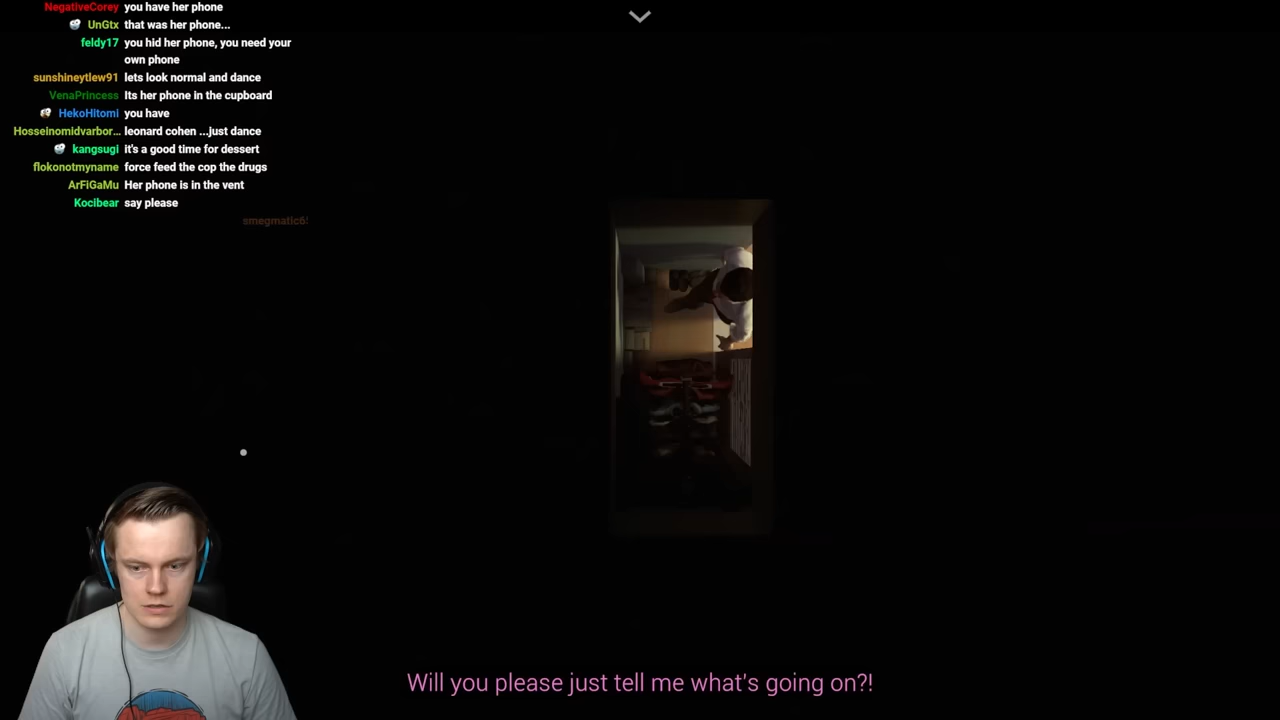 NegativeCorey you have her phone
UnGtx that was her phone...
feldy17 you hid her phone, you need your
own phone
sunshineytlew91 lets look normal and dance
VenaPrincess Its her phone in the cupboard
HekoHitomi you have
Hosseinomidvarbor... leonard cohen ...just dance
kangsugi it's a good time for dessert
flokonotmyname force feed the cop the drugs
ArFiGaMu Her phone is in the vent
Kocibear say please
Will you please just tell me what's going on?!